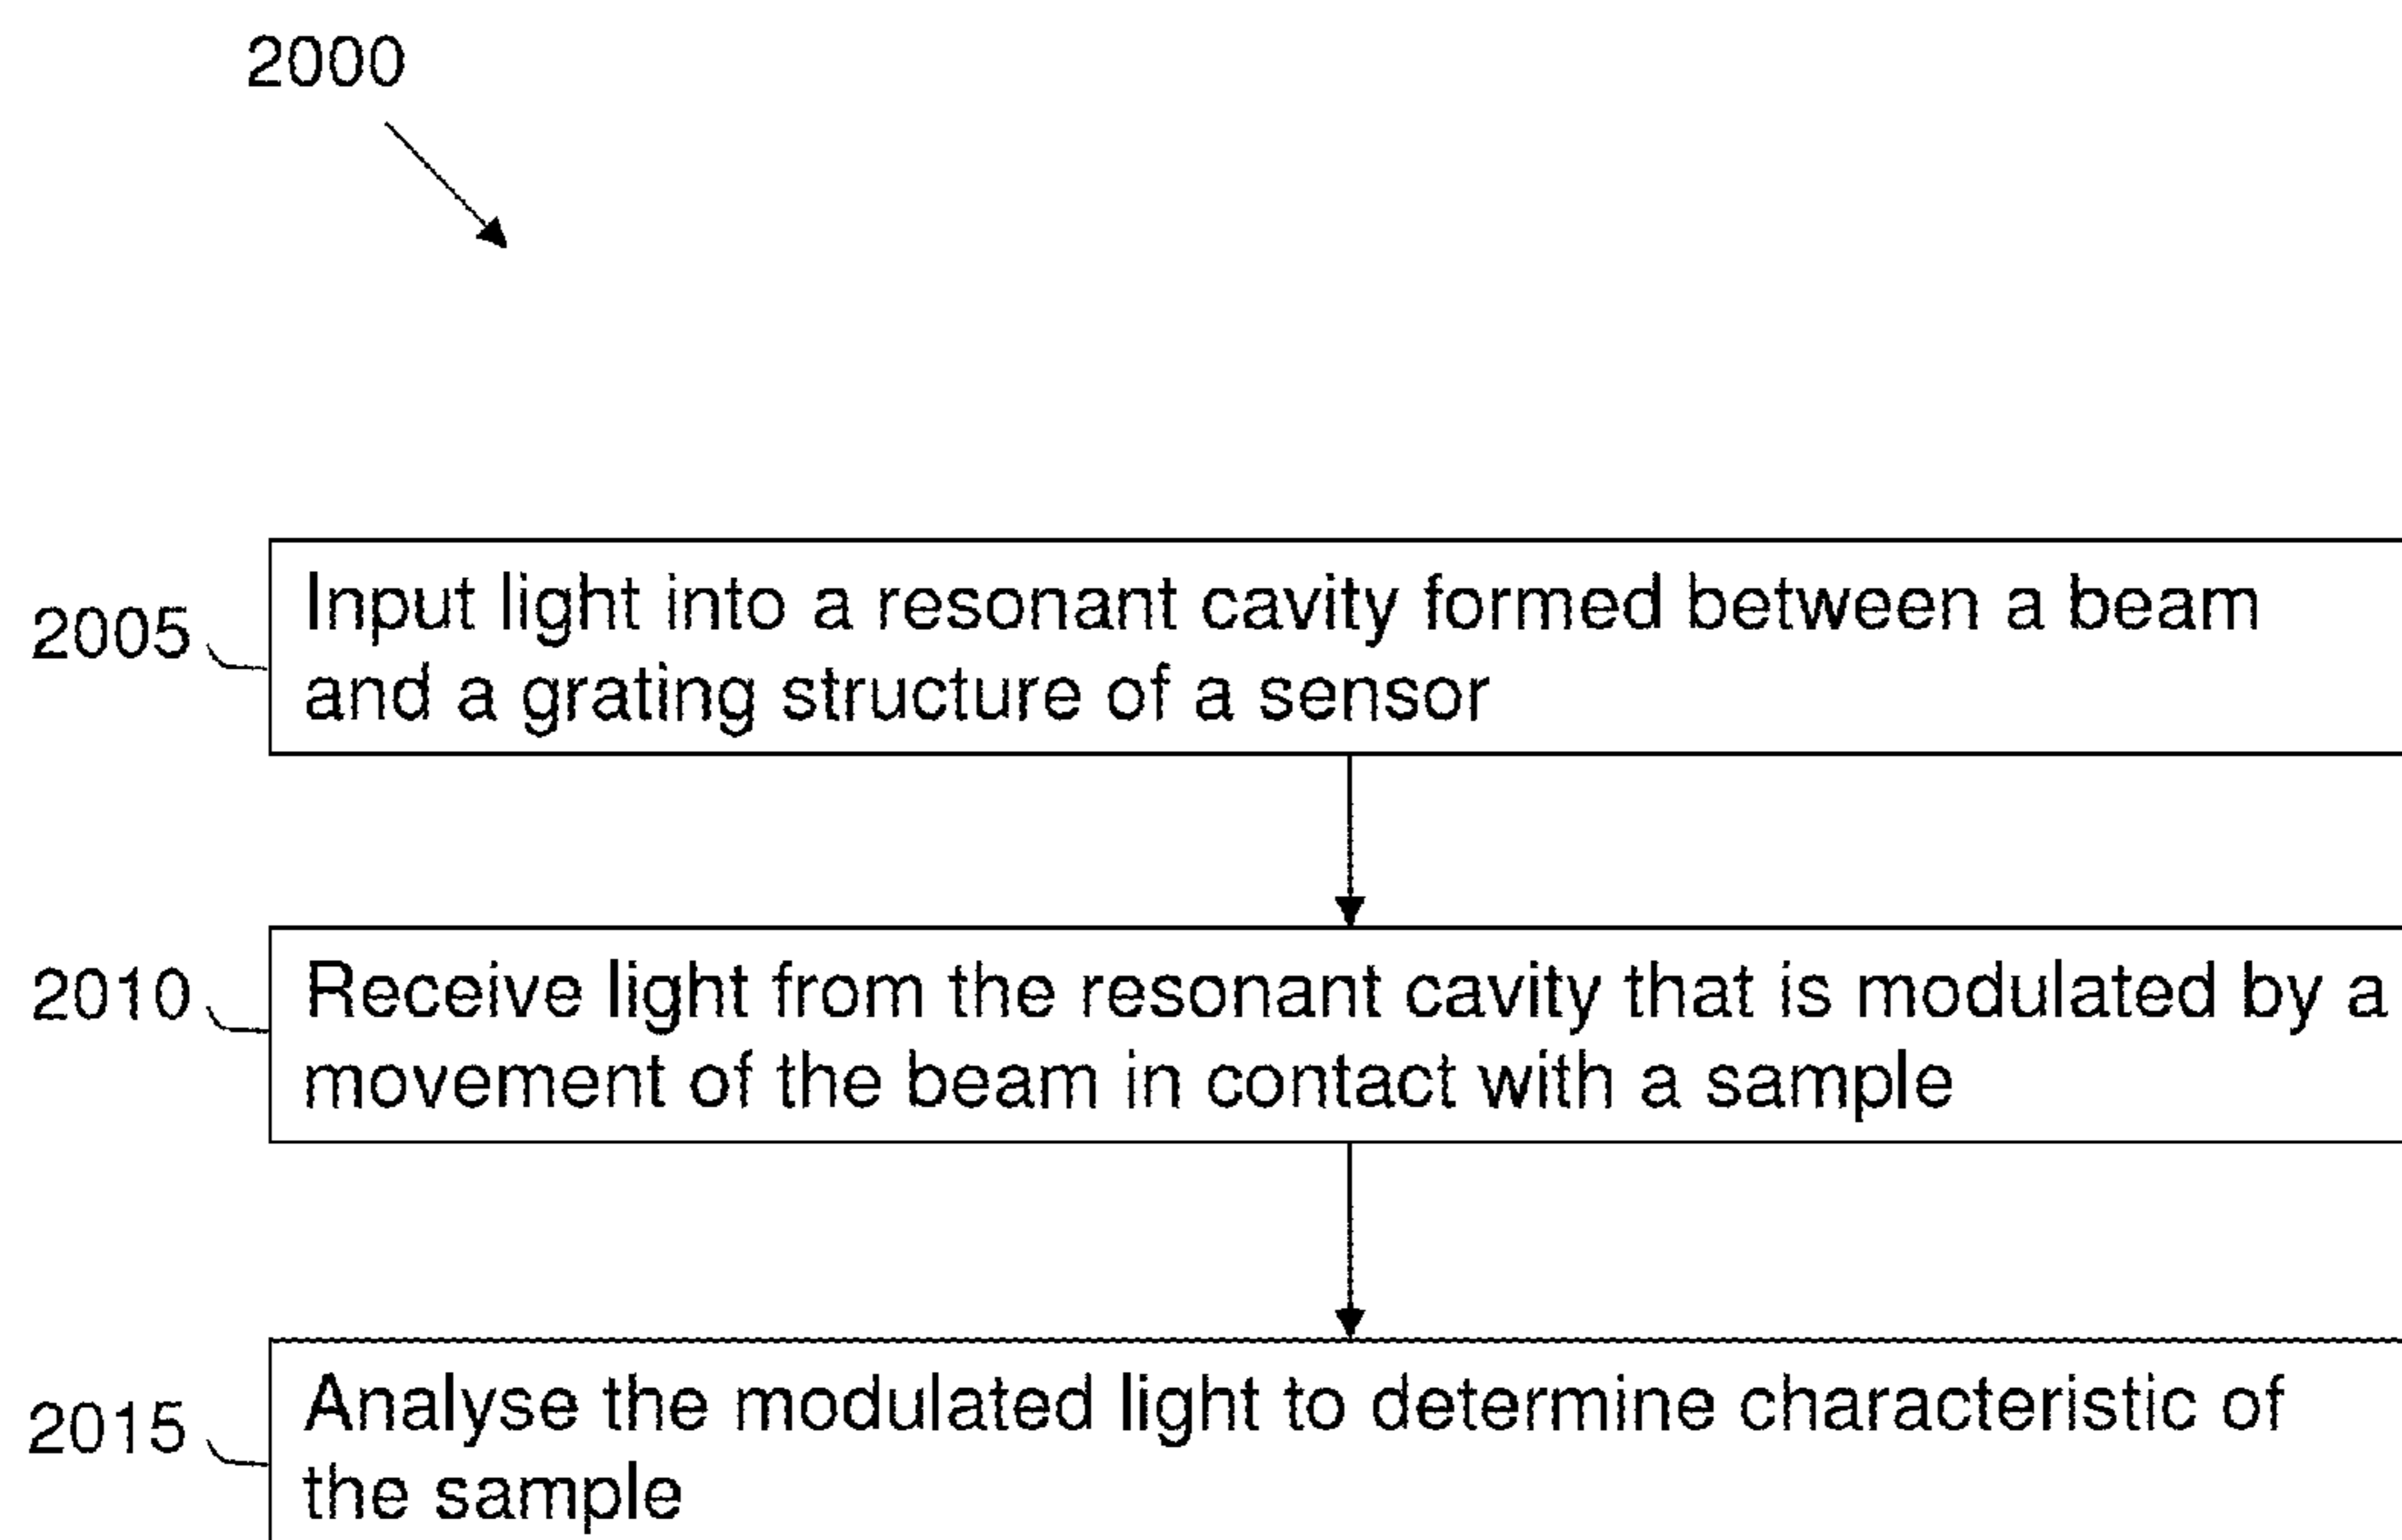 2000
2005
Input light into a resonant cavity formed between a beam
and a grating structure of a sensor
2010
Receive light from the resonant cavity that is modulated by a
movement of the beam in contact with a sample
2015
Analyse the modulated light to determine characteristic of
the sample